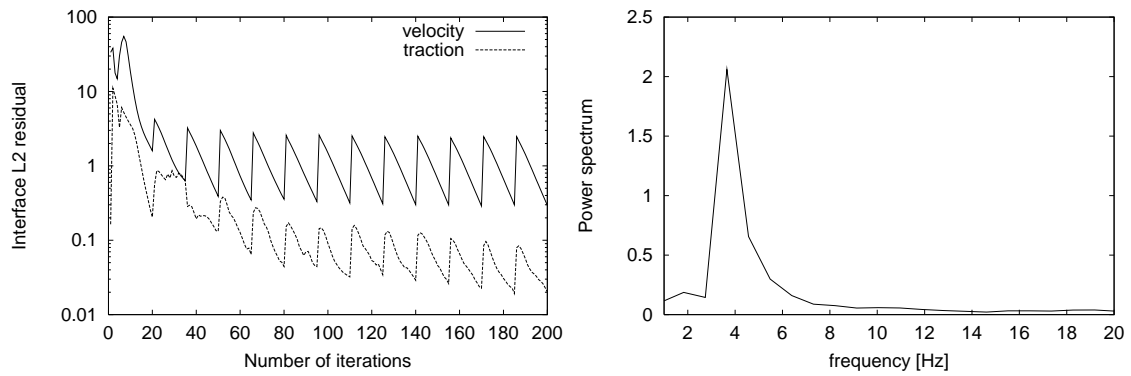 100
10
1
0.1
0.01
0 20 40 60 80 100 120 140 160 180 200
Interface L2 residual
Number of iterations
velocity
traction
2.5
2
1.5
1
0.5
0
2 4 6 8 10 12 14 16 18 20
Power spectrum
frequency [Hz]